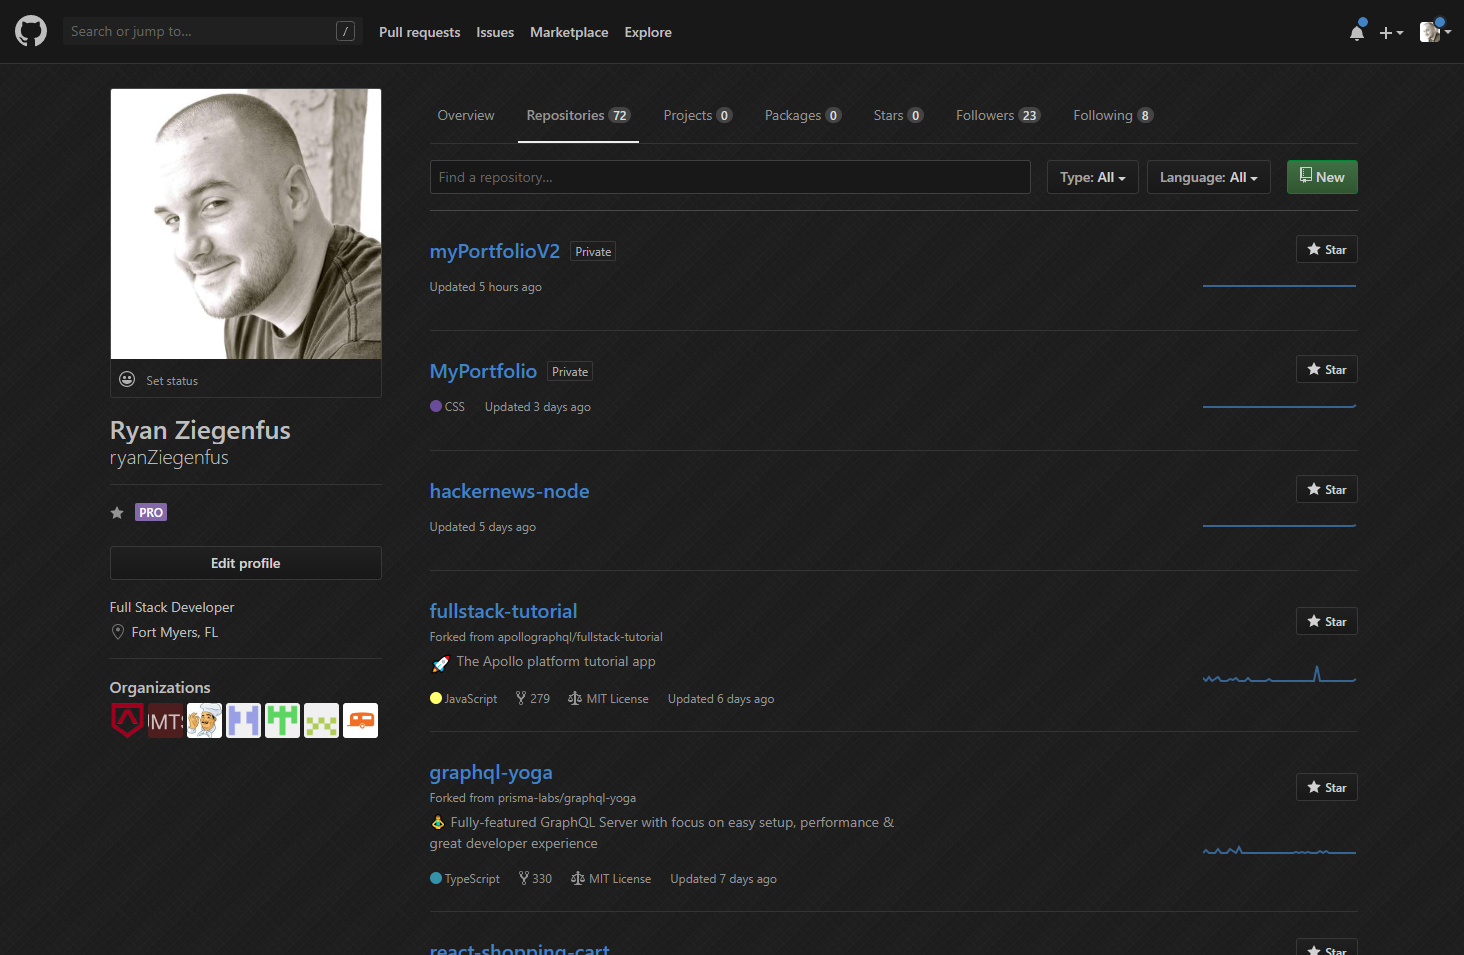 Search or jump to... /
Pull requests Issues Marketplace Explore
Overview Repositories 72 Projects 0 Packages 0 Stars 0 Followers 23 Following 8
Find a repository... Type: All Language: All New
Set status
Ryan Ziegenfus
ryanZiegenfus
PRO
Edit profile
Full Stack Developer
Fort Myers, FL
Organizations
JMTS
myPortfolioV2 Private Star
Updated 5 hours ago
MyPortfolio Private Star
CSS Updated 3 days ago
hackernews-node Star
Updated 5 days ago
fullstack-tutorial Star
Forked from apollographql/fullstack-tutorial
The Apollo platform tutorial app
JavaScript 279 MIT License Updated 6 days ago
graphql-yoga Star
Forked from prisma-labs/graphql-yoga
Fully-featured GraphQL Server with focus on easy setup, performance &
great developer experience
TypeScript 330 MIT License Updated 7 days ago
react-shopping-cart Star